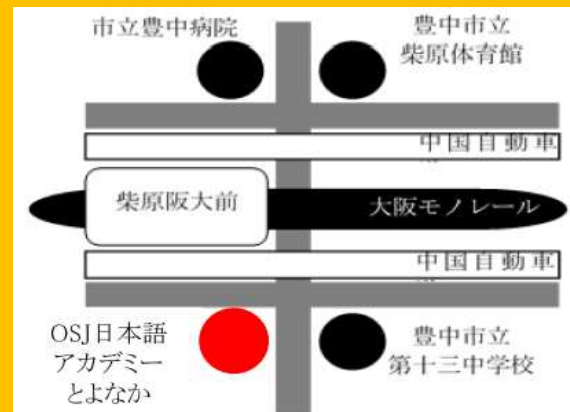 市立豊中病院
豊中市立
柴原体育館
中国自動車
柴原阪大前
大阪モノレール
中国自動車
OSJ日本語
アカデミー
とよなか
豊中市立
第十三中学校